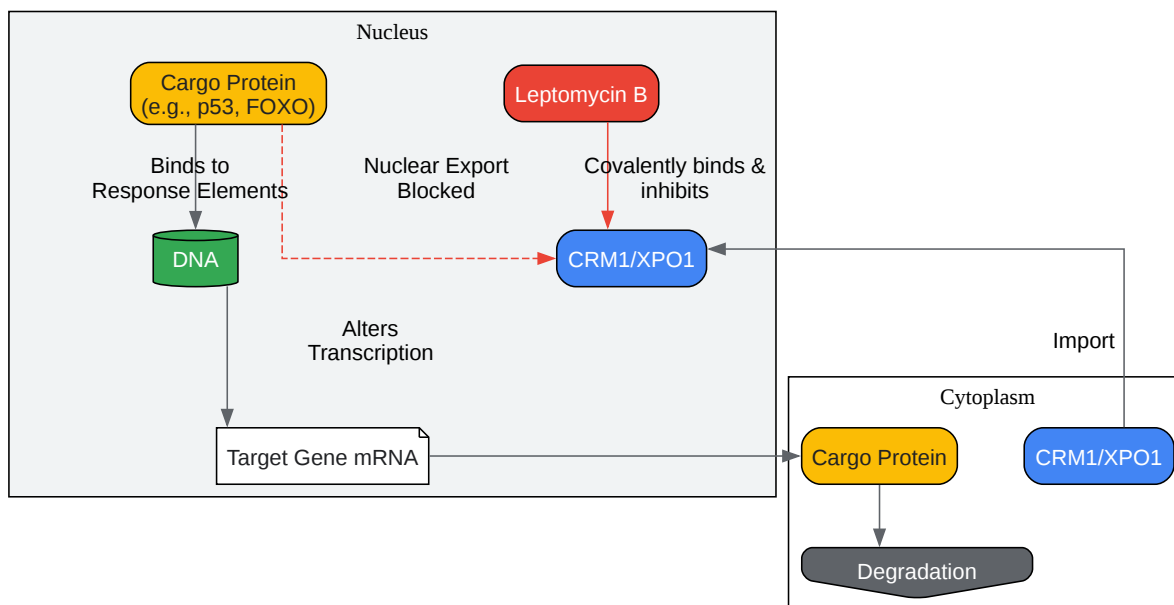 Nucleus
Cargo Protein
(e.g., p53, FOXO)
Leptomycin B
Binds to
Response Elements
Nuclear Export
Blocked
Covalently binds &
inhibits
DNA
CRM1/XPO1
Alters
Transcription
Import
Cytoplasm
Target Gene mRNA
Cargo Protein
CRM1/XPO1
Degradation